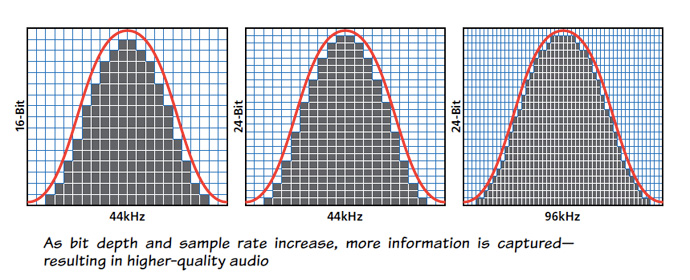 16-Bit
44kHz
24-Bit
44kHz
24-Bit
96kHz
As bit depth and sample rate increase, more information is captured—
resulting in higher-quality audio